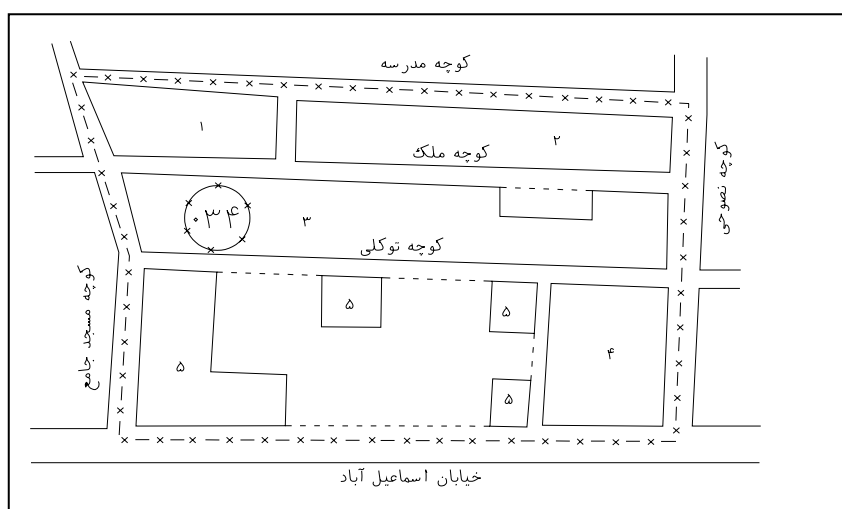 کوچه مدرسه
۱
۲
کوچه ملک
کوچه نصوحی
۰۳۴
۳
کوچه توکلی
کوچه مسجد جامع
۵
۵
۵
۴
۵
خیابان اسماعیل آباد